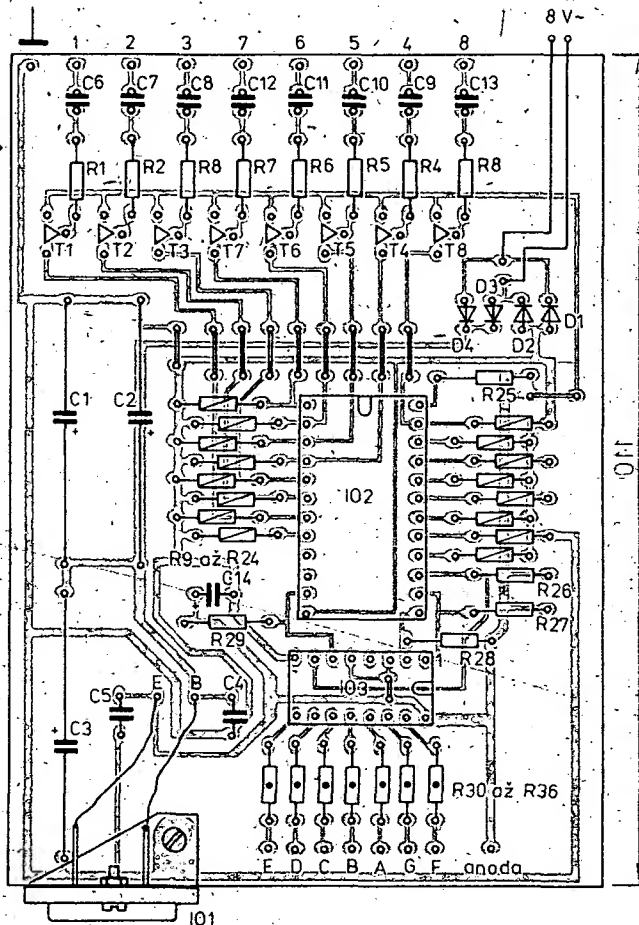 8 V~
1 2 3 7 6 5 4 8
C6 C7 C8 C12 C11 C10 C9 C13
R1 R2 R8 R7 R6 R5 R4 R8
T1 T2 T3 T7 T6 T5 T4 T8
D3
D1
D4 D2
R25
C1 C2
IO2
110
R9 až R24
C14
R26
R27
R29
R28
1
IO3
E B
C5 C4
C3
R30 až R36
E D C B A G F anoda
IO1